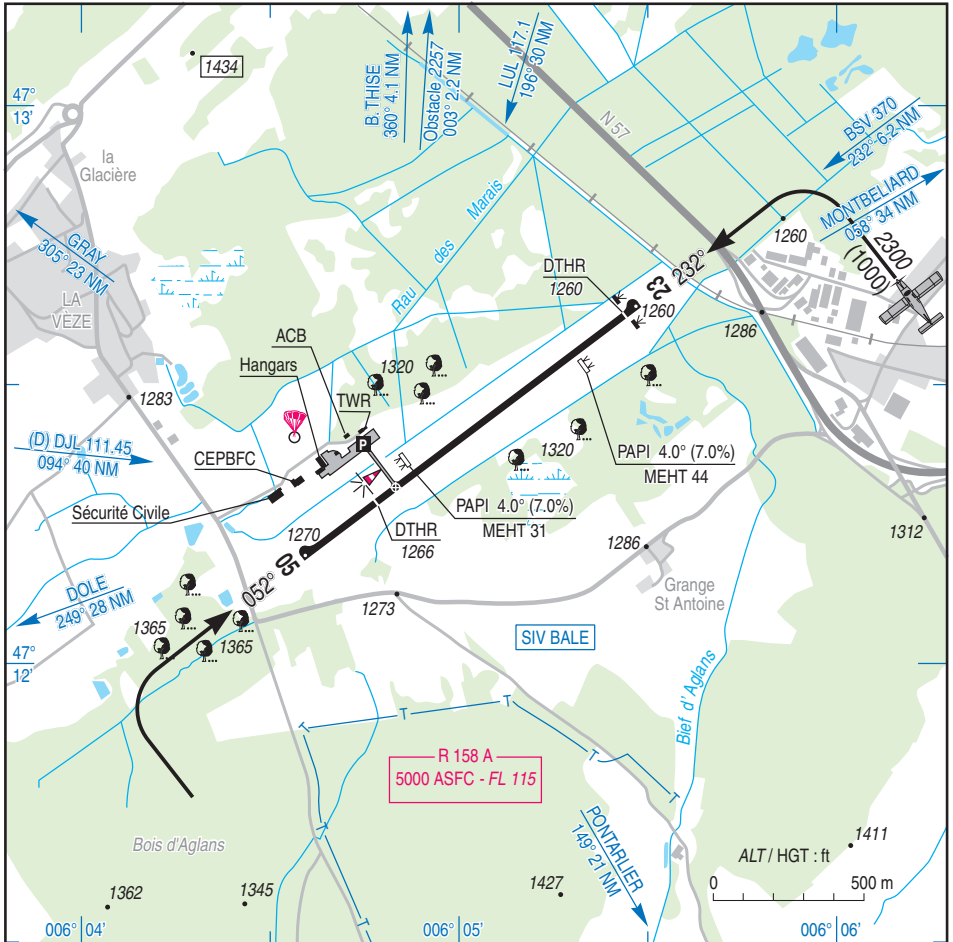 1434
B. THISE
360° 4.1 NM
Obstacle 2257
003° 2.2 NM
LUL 117.1
196° 30 NM
N 57
BSV 370
232° 6.2 NM
47°
13'
la
Glacière
Rau des Marais
MONTBELIARD
058° 34 NM
1260
2300
(1000)
GRAY
305° 23 NM
LA
VÈZE
DTHR
1260
232°
23
1260
1286
ACB
Hangars
1320
TWR
P
1283
(D) DJL 111.45
094° 40 NM
CEPBFC
Sécurité Civile
1320
PAPI 4.0° (7.0%)
MEHT 44
PAPI 4.0° (7.0%)
MEHT 31
DTHR
1266
1270
05
052°
1286
1312
Grange
St Antoine
DOLE
249° 28 NM
1365
1365
1273
SIV BALE
47°
12'
Bief d'Aglans
T
T
T
T
T
T
R 158 A
5000 ASFC - FL 115
Bois d'Aglans
PONTARLIER
149° 21 NM
1411
ALT / HGT : ft
0
500 m
1362
1345
1427
006° 04'
006° 05'
006° 06'